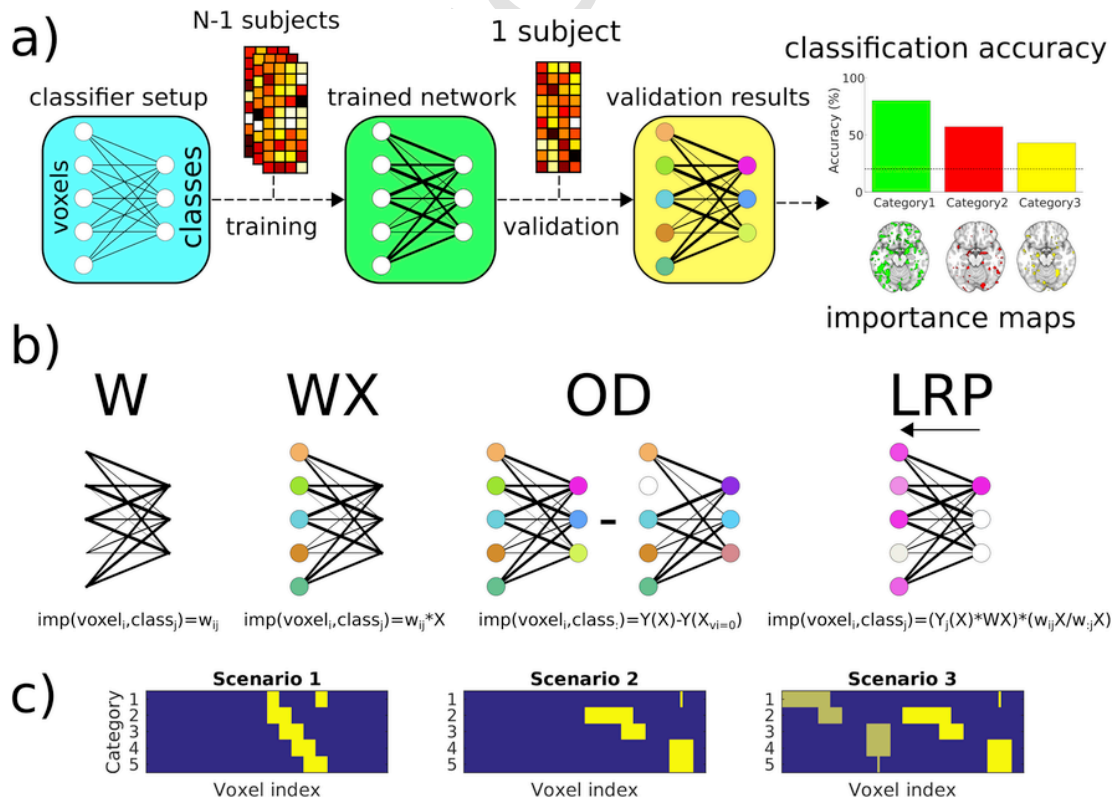 a)
N-1 subjects
1 subject
classification accuracy
classifier setup
trained network
validation results
voxels
classes
training
validation
Accuracy (%)
100
50
0
Category1
Category2
Category3
importance maps
b)
W
WX
OD
LRP
-
imp(voxel_i,class_j)=w_ij
imp(voxel_i,class_j)=w_ij*X
imp(voxel_i,class_:)=Y(X)-Y(X_vi=0)
imp(voxel_i,class_j)=(Y_j(X)*WX)*(w_ijX/w_:jX)
c)
Scenario 1
Scenario 2
Scenario 3
Category
1
2
3
4
5
1
2
3
4
5
1
2
3
4
5
Voxel index
Voxel index
Voxel index